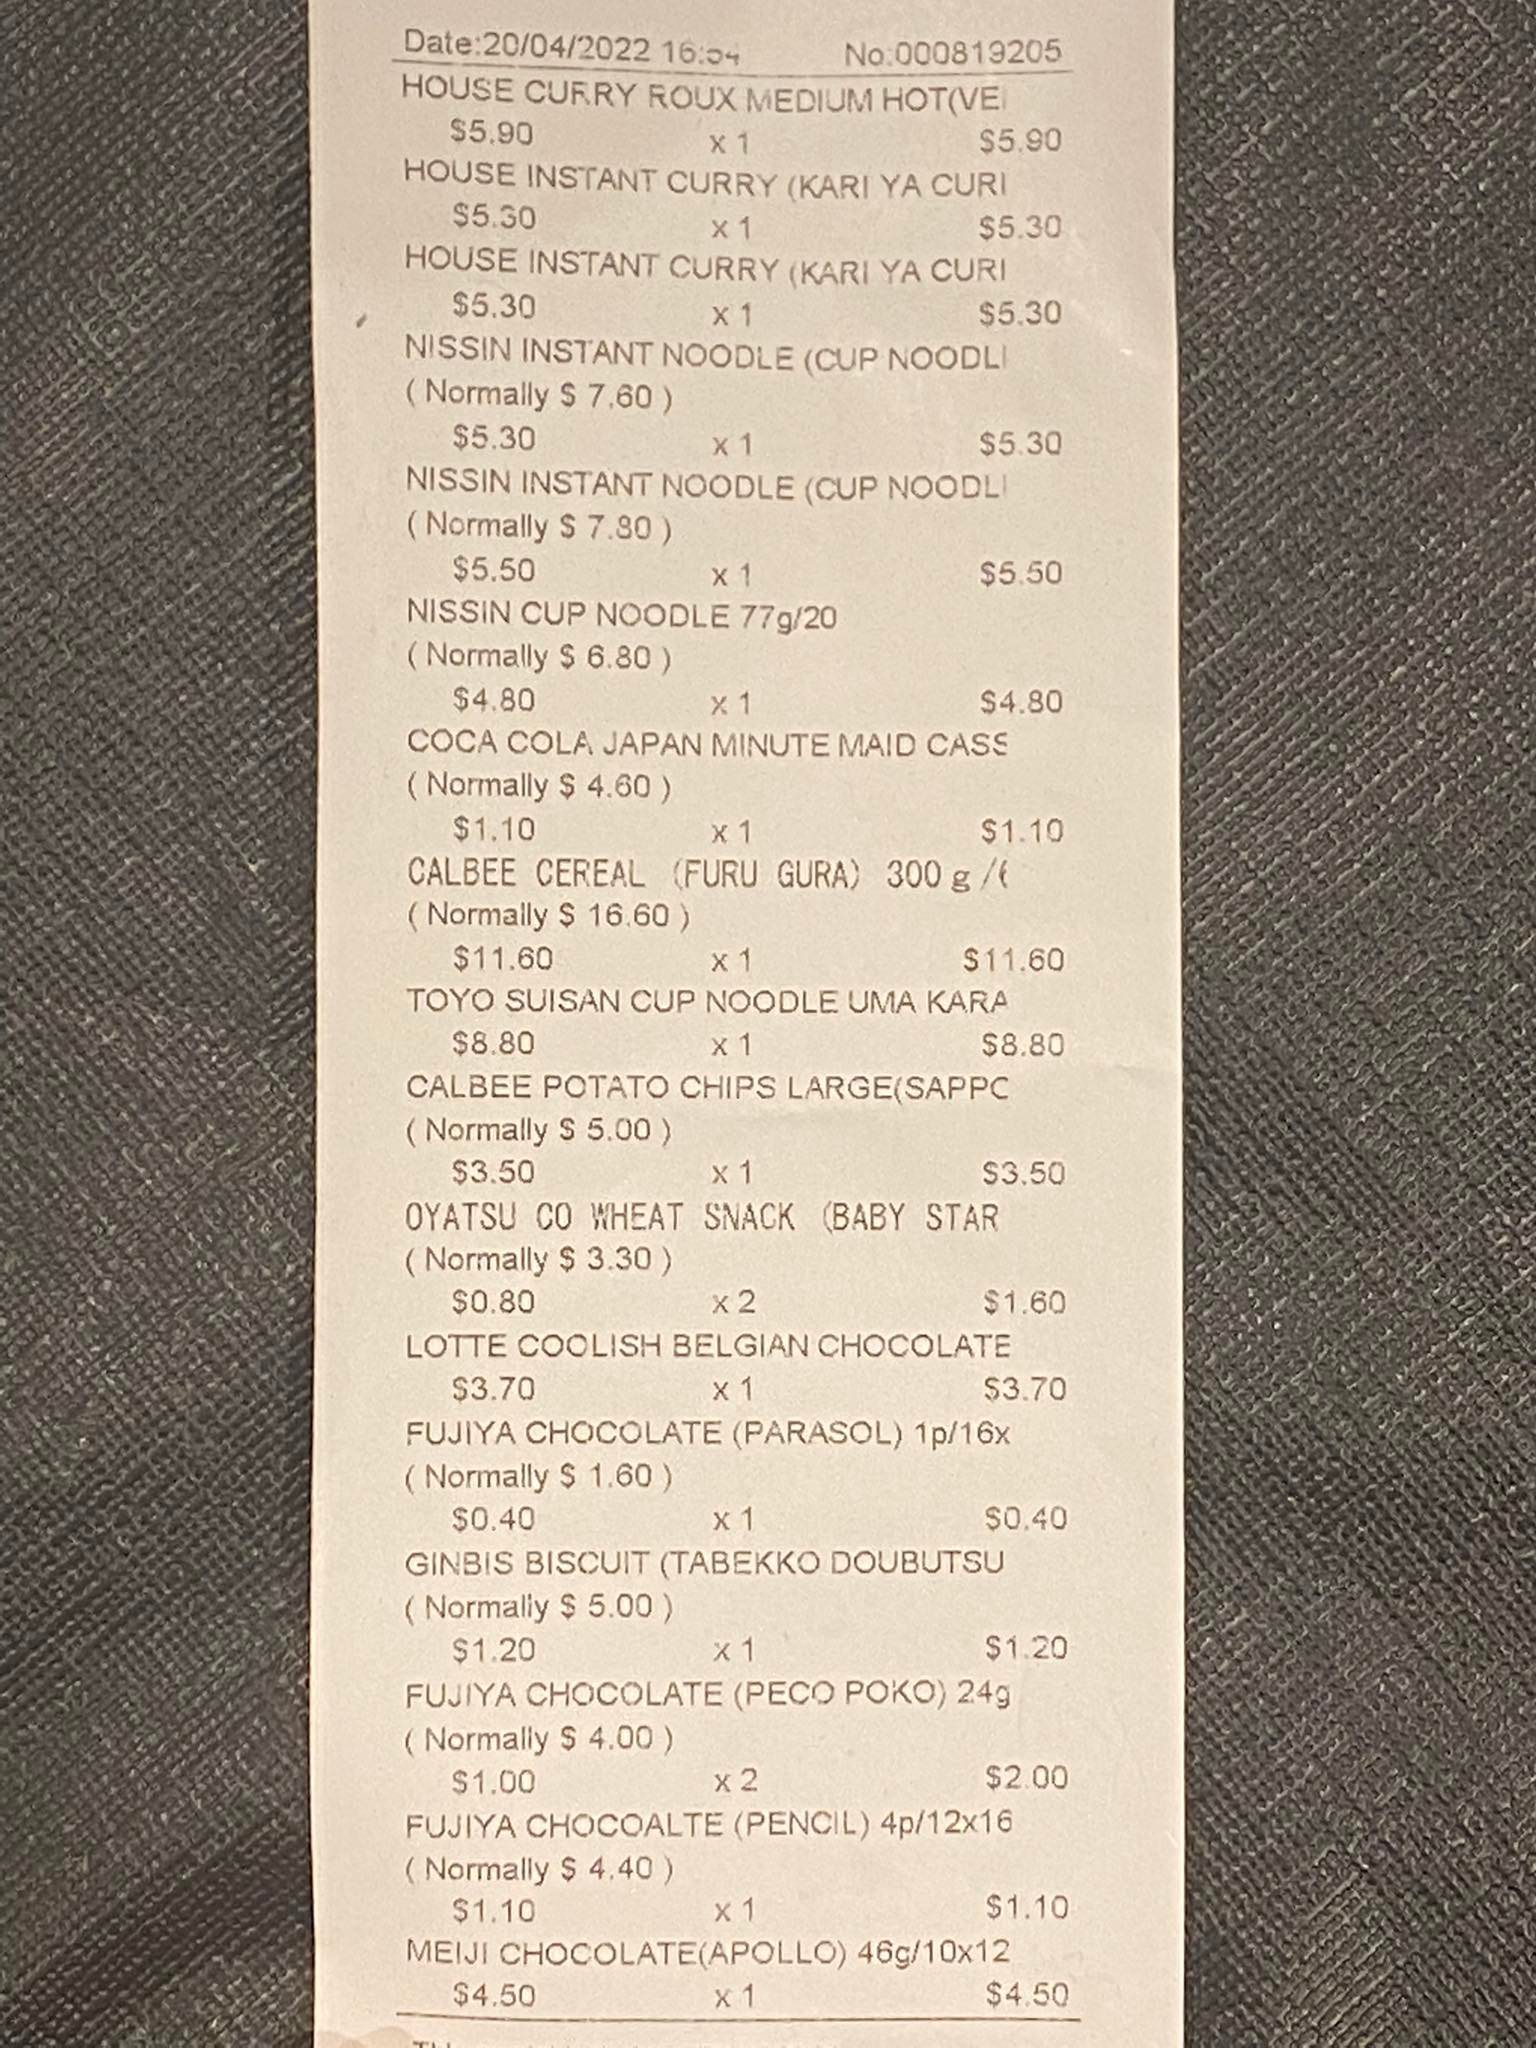 Date:20/04/2022 16:54 No:000819205
HOUSE CURRY ROUX MEDIUM HOT(VE
$5.90 x 1 $5.90
HOUSE INSTANT CURRY (KARI YA CURI
$5.30 x 1 $5.30
HOUSE INSTANT CURRY (KARI YA CURI
$5.30 x 1 $5.30
NISSIN INSTANT NOODLE (CUP NOODL
( Normally $ 7.60 )
$5.30 x 1 $5.30
NISSIN INSTANT NOODLE (CUP NOODL
( Normally $ 7.80 )
$5.50 x 1 $5.50
NISSIN CUP NOODLE 77g/20
( Normally $ 6.80 )
$4.80 x 1 $4.80
COCA COLA JAPAN MINUTE MAID CASS
( Normally $ 4.60 )
$1.10 x 1 $1.10
CALBEE CEREAL (FURU GURA) 300 g /
( Normally $ 16.60 )
$11.60 x 1 $11.60
TOYO SUISAN CUP NOODLE UMA KARA
$8.80 x 1 $8.80
CALBEE POTATO CHIPS LARGE(SAPPO
( Normally $ 5.00 )
$3.50 x 1 $3.50
OYATSU CO WHEAT SNACK (BABY STAR
( Normally $ 3.30 )
$0.80 x 2 $1.60
LOTTE COOLISH BELGIAN CHOCOLATE
$3.70 x 1 $3.70
FUJIYA CHOCOLATE (PARASOL) 1p/16x
( Normally $ 1.60 )
$0.40 x 1 $0.40
GINBIS BISCUIT (TABEKKO DOUBUTSU
( Normally $ 5.00 )
$1.20 x 1 $1.20
FUJIYA CHOCOLATE (PECO POKO) 24g
( Normally $ 4.00 )
$1.00 x 2 $2.00
FUJIYA CHOCOALTE (PENCIL) 4p/12x16
( Normally $ 4.40 )
$1.10 x 1 $1.10
MEIJI CHOCOLATE(APOLLO) 46g/10x12
$4.50 x 1 $4.50